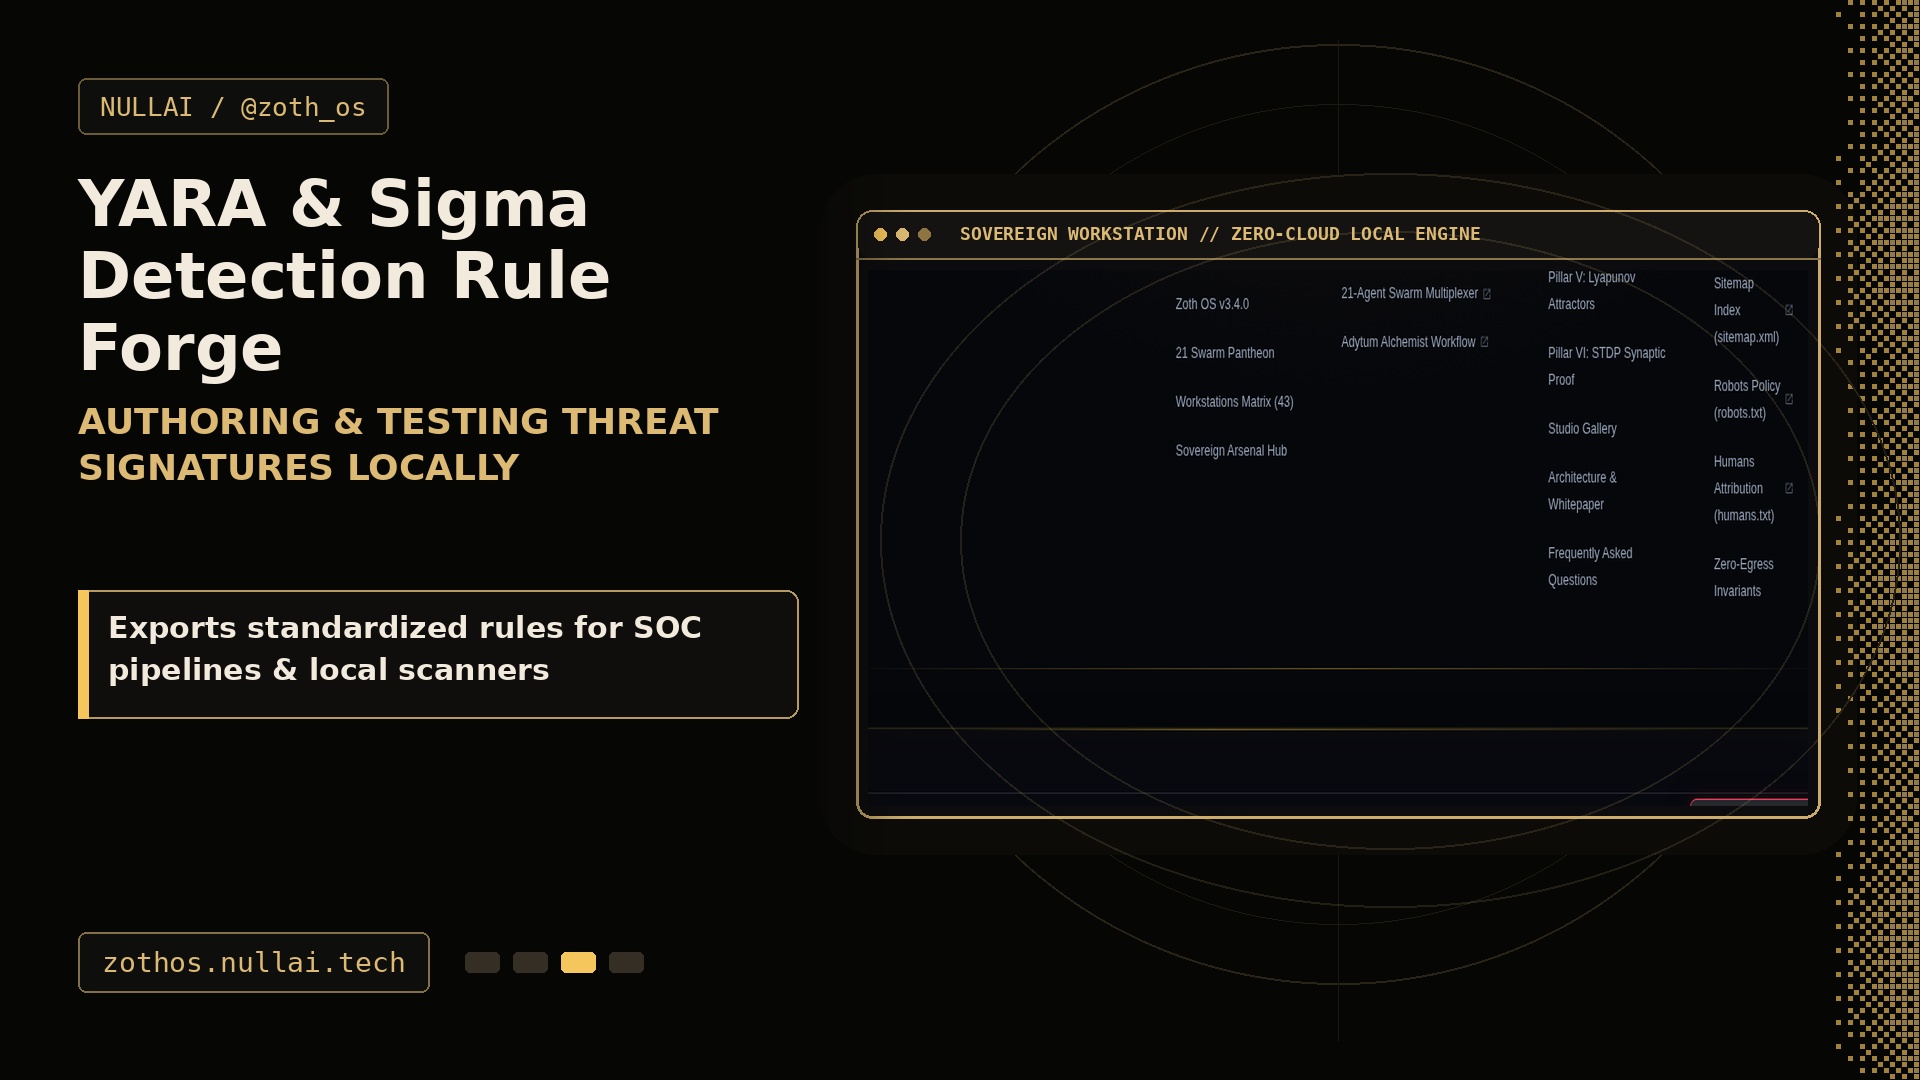 NULLAI / @zoth_os
YARA & Sigma
Detection Rule
Forge
AUTHORING & TESTING THREAT
SIGNATURES LOCALLY
Exports standardized rules for SOC
pipelines & local scanners
zothos.nullai.tech
SOVEREIGN WORKSTATION // ZERO-CLOUD LOCAL ENGINE
Zoth OS v3.4.0
21 Swarm Pantheon
Workstations Matrix (43)
Sovereign Arsenal Hub
21-Agent Swarm Multiplexer
Adytum Alchemist Workflow
Pillar V: Lyapunov
Attractors
Pillar VI: STDP Synaptic
Proof
Studio Gallery
Architecture &
Whitepaper
Frequently Asked
Questions
Sitemap
Index
(sitemap.xml)
Robots Policy
(robots.txt)
Humans
Attribution
(humans.txt)
Zero-Egress
Invariants